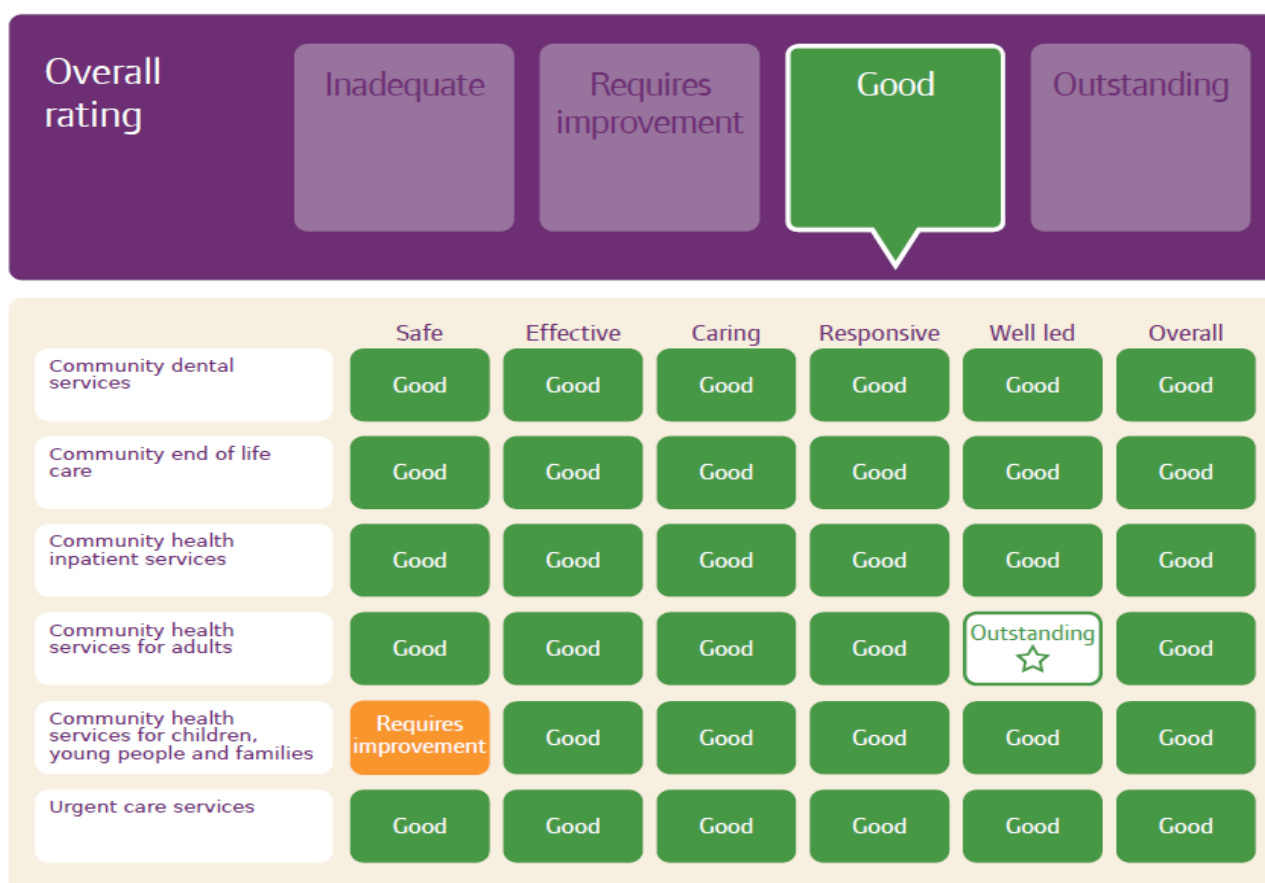 Overall
rating
Inadequate
Requires
improvement
Good
Outstanding
Safe Effective Caring Responsive Well led Overall
Community dental
services
Good Good Good Good Good Good
Community end of life
care
Good Good Good Good Good Good
Community health
inpatient services
Good Good Good Good Good Good
Community health
services for adults
Good Good Good Good Outstanding Good
Community health
services for children,
young people and families
Requires
improvement
Good Good Good Good Good
Urgent care services
Good Good Good Good Good Good